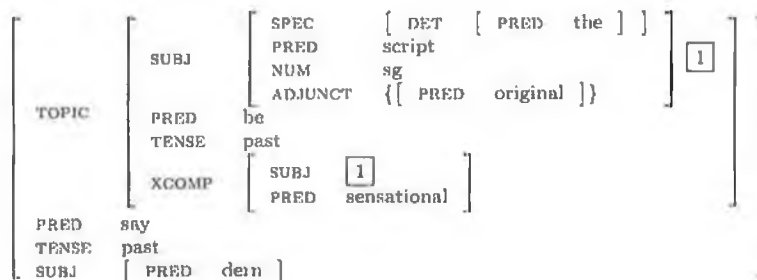 SPEC [ DET [ PRED the ] ]
SUBJ PRED script 1
NUM sg
ADJUNCT {[ PRED original ]}
TOPIC
PRED be
TENSE past
XCOMP SUBJ 1
PRED sensational
PRED say
TENSE past
SUBJ [ PRED dern ]